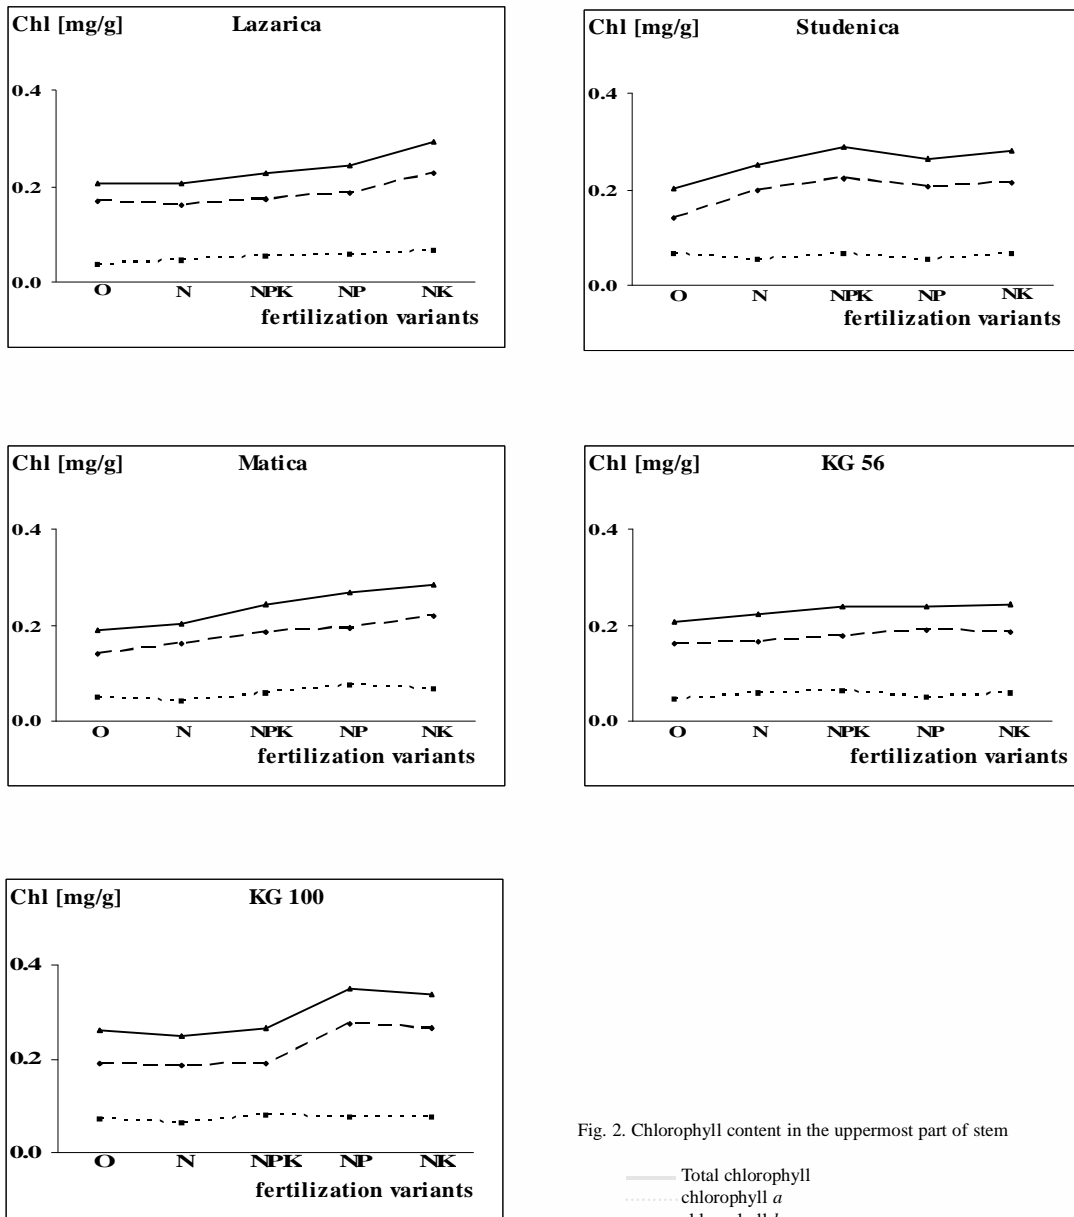 Chl [mg/g] Lazarica
0.4
0.2
0.0
O N NPK NP NK
fertilization variants
Chl [mg/g] Studenica
0.4
0.2
0.0
O N NPK NP NK
fertilization variants
Chl [mg/g] Matica
0.4
0.2
0.0
O N NPK NP NK
fertilization variants
Chl [mg/g] KG 56
0.4
0.2
0.0
O N NPK NP NK
fertilization variants
Chl [mg/g] KG 100
0.4
0.2
0.0
O N NPK NP NK
fertilization variants
Fig. 2. Chlorophyll content in the uppermost part of stem
Total chlorophyll
chlorophyll a